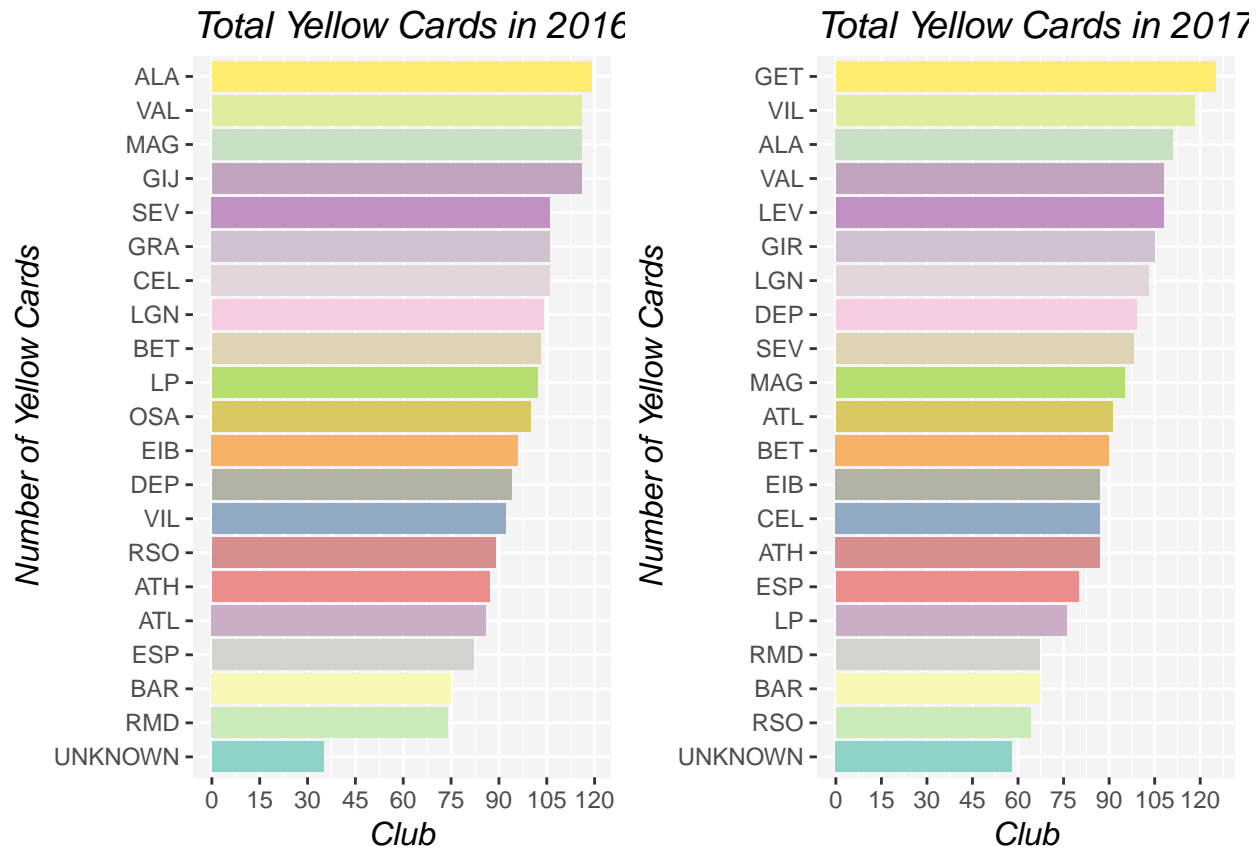 Total Yellow Cards in 2016
Number of Yellow Cards
ALA
VAL
MAG
GIJ
SEV
GRA
CEL
LGN
BET
LP
OSA
EIB
DEP
VIL
RSO
ATH
ATL
ESP
BAR
RMD
UNKNOWN
0 15 30 45 60 75 90 105 120
Club
Total Yellow Cards in 2017
Number of Yellow Cards
GET
VIL
ALA
VAL
LEV
GIR
LGN
DEP
SEV
MAG
ATL
BET
EIB
CEL
ATH
ESP
LP
RMD
BAR
RSO
UNKNOWN
0 15 30 45 60 75 90 105 120
Club